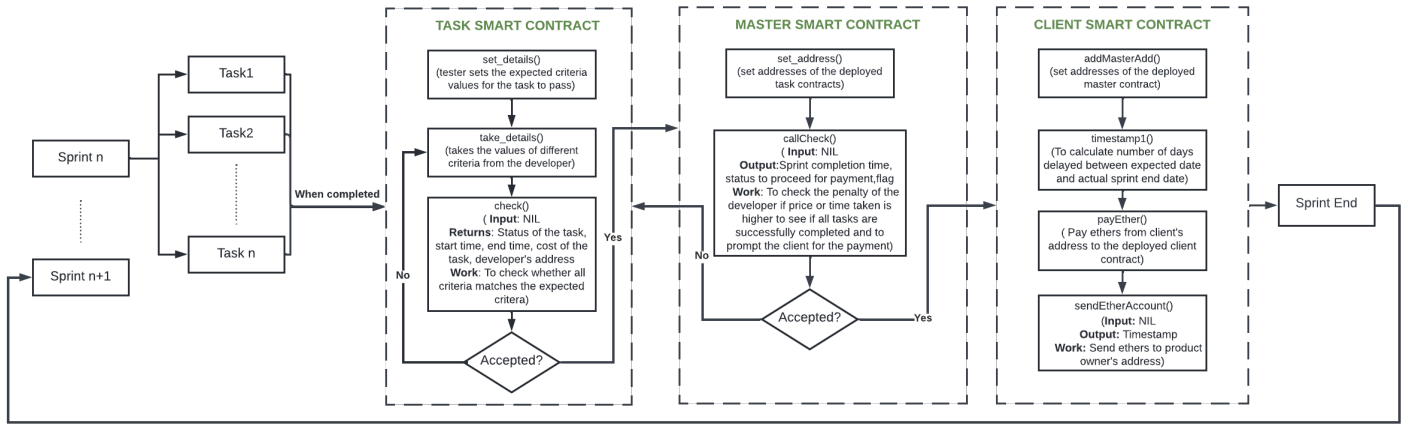 Sprint n
Sprint n+1
Task1
Task2
Task n
When completed
TASK SMART CONTRACT
set_details()
(tester sets the expected criteria
values for the task to pass)
take_details()
(takes the values of different
criteria from the developer)
check()
( Input: NIL
Returns: Status of the task,
start time, end time, cost of the
task, developer's address
Work: To check whether all
criteria matches the expected
critera)
Accepted?
No
Yes
MASTER SMART CONTRACT
set_address()
(set addresses of the deployed
task contracts)
callCheck()
( Input: NIL
Output:Sprint completion time,
status to proceed for payment,flag
Work: To check the penalty of the
developer if price or time taken is
higher to see if all tasks are
successfully completed and to
prompt the client for the payment)
Accepted?
No
Yes
CLIENT SMART CONTRACT
addMasterAdd()
(set addresses of the deployed
master contract)
timestamp1()
(To calculate number of days
delayed between expected date
and actual sprint end date)
payEther()
( Pay ethers from client's
address to the deployed client
contract)
sendEtherAccount()
(Input: NIL
Output: Timestamp
Work: Send ethers to product
owner's address)
Sprint End